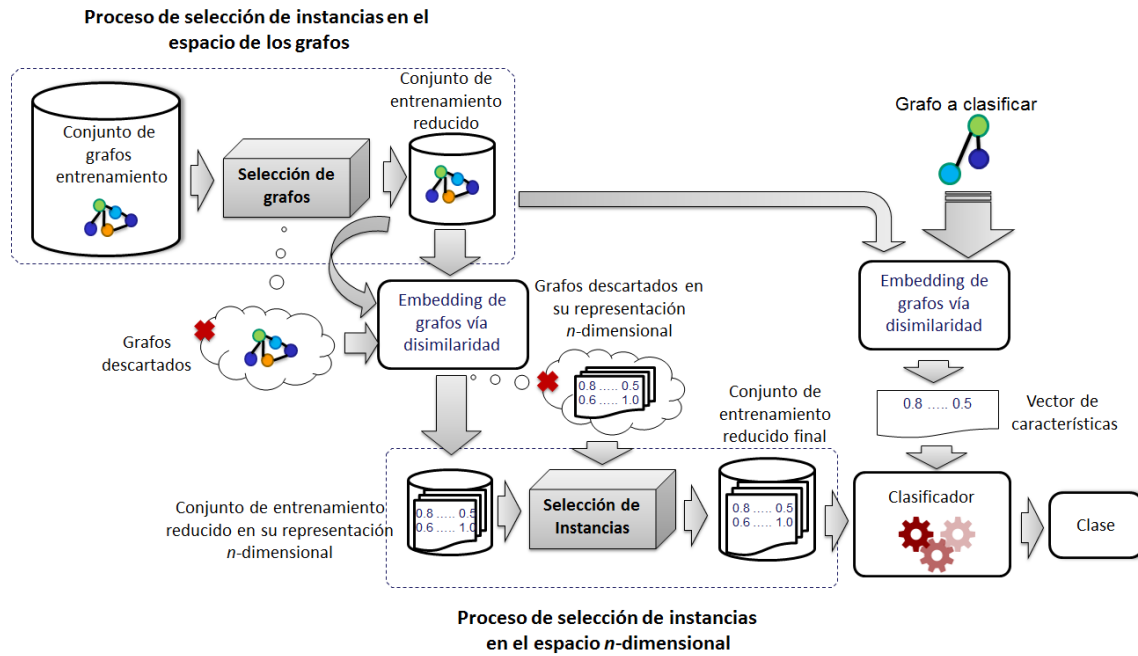 Proceso de selección de instancias en el
espacio de los grafos
Conjunto de
grafos
entrenamiento
Selección de
grafos
Conjunto de
entrenamiento
reducido
Grafo a clasificar
Embedding de
grafos vía
disimilaridad
Grafos descartados en
su representación
n-dimensional
Embedding de
grafos vía
disimilaridad
Grafos
descartados
0.8 ..... 0.5
0.6 ..... 1.0
Conjunto de
entrenamiento
reducido final
0.8 ..... 0.5
Vector de
características
Conjunto de entrenamiento
reducido en su representación
n-dimensional
0.8 ..... 0.5
0.6 ..... 1.0
Selección de
Instancias
0.8 ..... 0.5
0.6 ..... 1.0
Clasificador
Clase
Proceso de selección de instancias
en el espacio n-dimensional